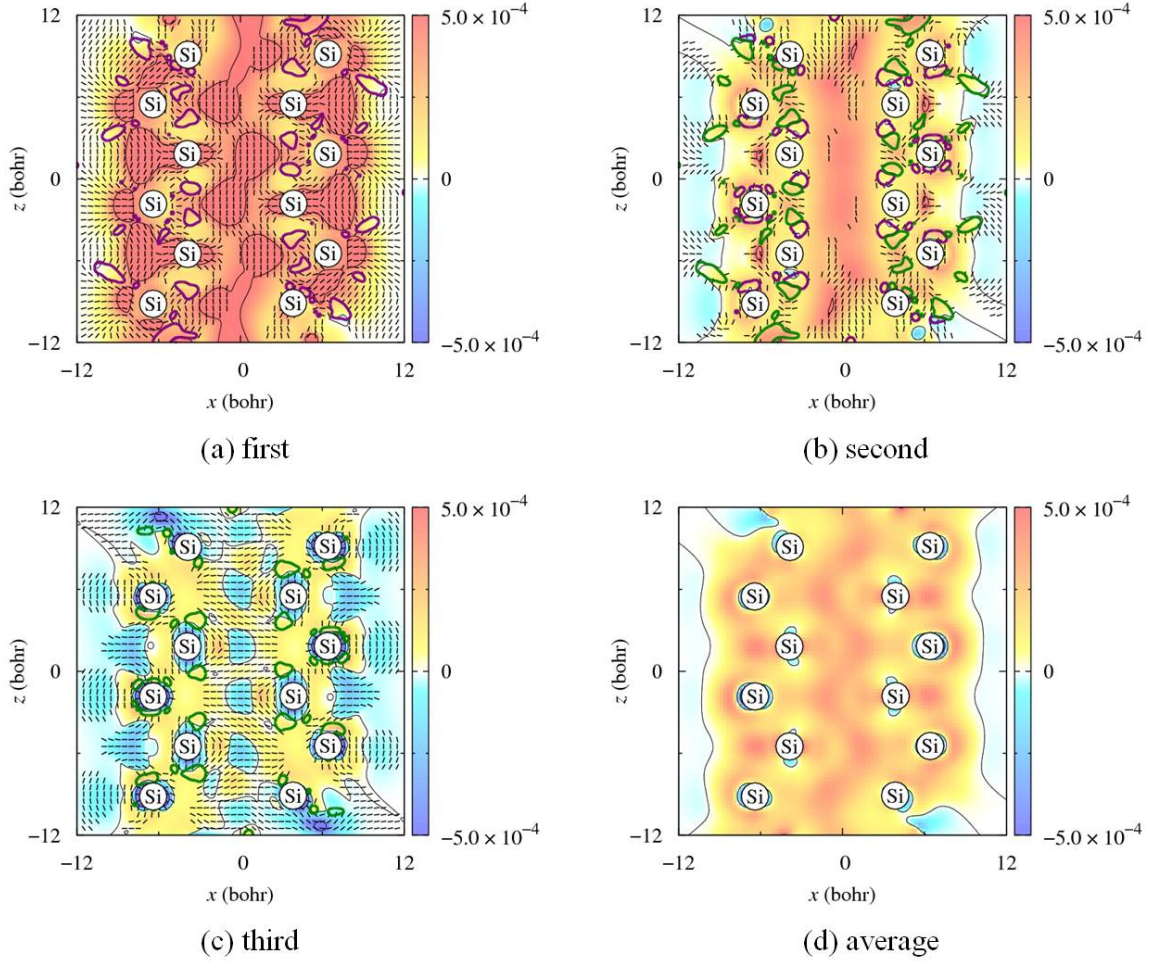 12 5.0 × 10⁻⁴ 12 5.0 × 10⁻⁴
Si Si Si Si
Si Si Si Si
Si Si Si Si
z (bohr) 0 0 z (bohr) 0 0
Si Si Si Si
Si Si Si Si
Si Si Si Si
−12 −5.0 × 10⁻⁴ −12 −5.0 × 10⁻⁴
−12 0 12 −12 0 12
x (bohr) x (bohr)
(a) first (b) second
12 5.0 × 10⁻⁴ 12 5.0 × 10⁻⁴
Si Si Si Si
Si Si Si Si
Si Si Si Si
z (bohr) 0 0 z (bohr) 0 0
Si Si Si Si
Si Si Si Si
Si Si Si Si
−12 −5.0 × 10⁻⁴ −12 −5.0 × 10⁻⁴
−12 0 12 −12 0 12
x (bohr) x (bohr)
(c) third (d) average